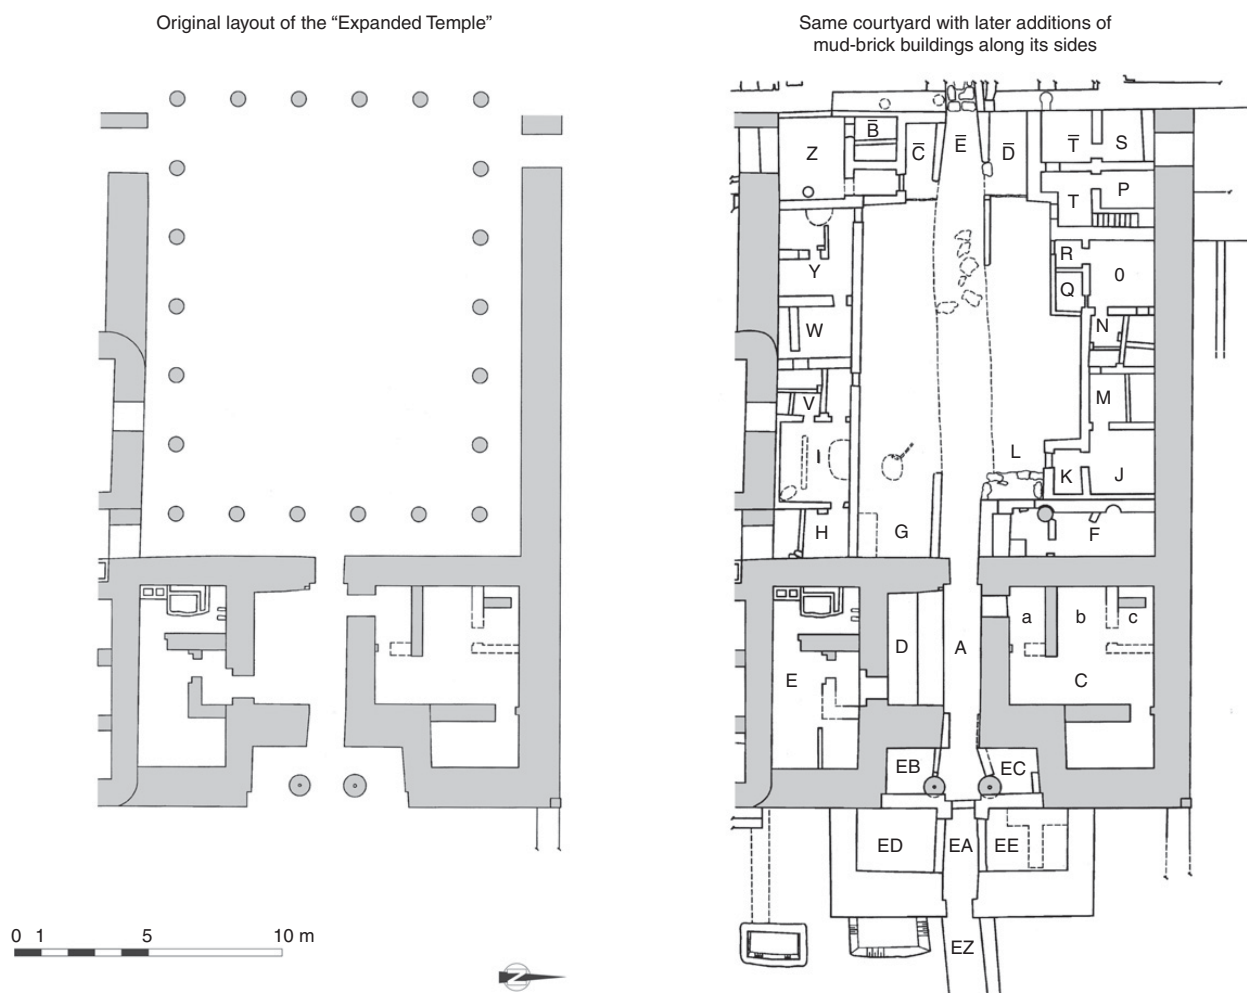 Original layout of the “Expanded Temple”
Same courtyard with later additions of
mud-brick buildings along its sides
Z
B̅
C̅
E̅
D̅
T̅
S
T
P
Y
R
Q
0
W
N
V
M
I
L
K
J
H
G
F
a
b
c
D
A
E
C
EB
EC
ED
EA
EE
EZ
0 1 5 10 m
Z